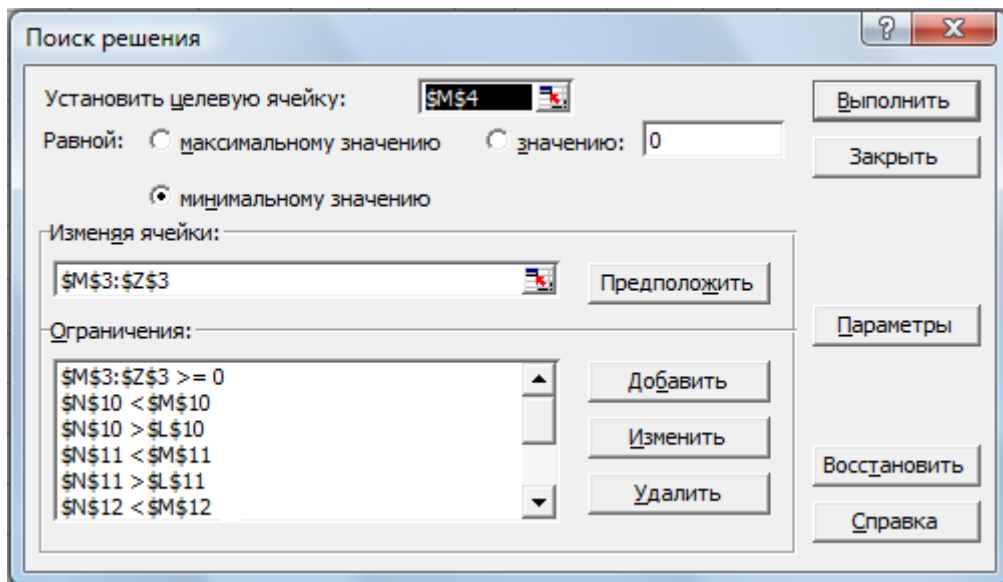 Поиск решения
Установить целевую ячейку: $M$4
Выполнить
Равной: максимальному значению значению: 0
Закрыть
минимальному значению
Изменяя ячейки:
$M$3:$Z$3
Предположить
Ограничения:
Параметры
$M$3:$Z$3 >= 0
Добавить
$N$10 < $M$10
$N$10 > $L$10
Изменить
$N$11 < $M$11
Восстановить
$N$11 > $L$11
Удалить
$N$12 < $M$12
Справка